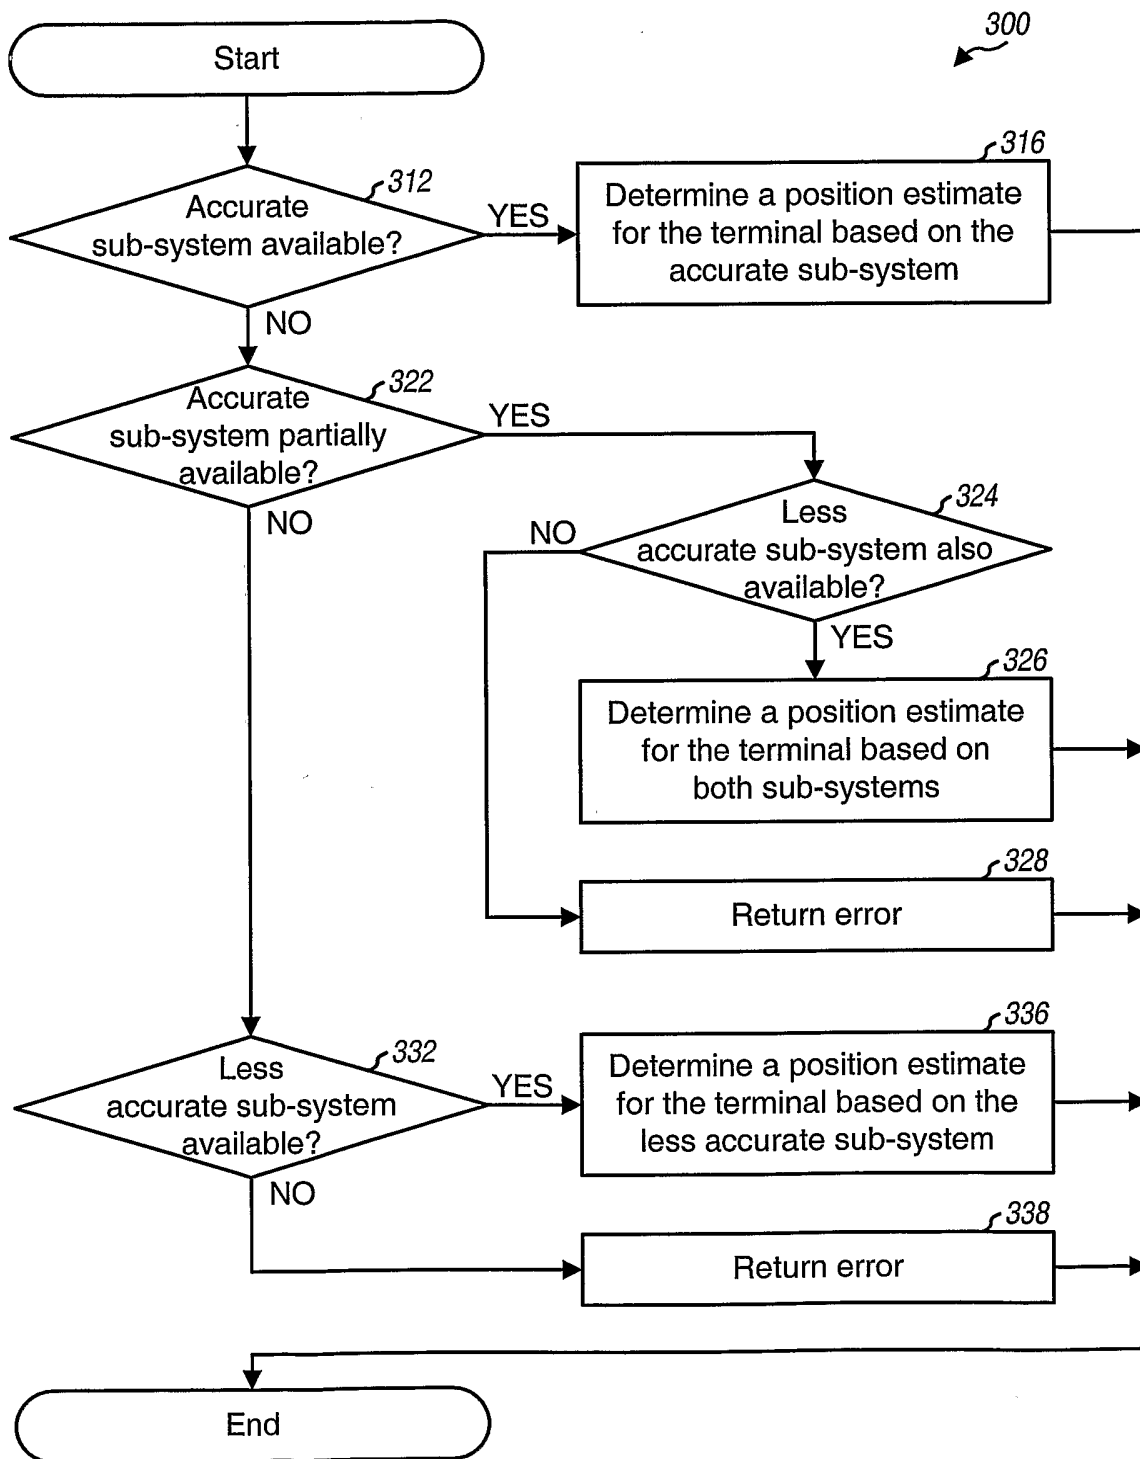 300
Start
312
Accurate
sub-system available?
YES
NO
316
Determine a position estimate
for the terminal based on the
accurate sub-system
322
Accurate
sub-system partially
available?
YES
NO
324
Less
accurate sub-system also
available?
NO
YES
326
Determine a position estimate
for the terminal based on
both sub-systems
328
Return error
332
Less
accurate sub-system
available?
YES
NO
336
Determine a position estimate
for the terminal based on the
less accurate sub-system
338
Return error
End